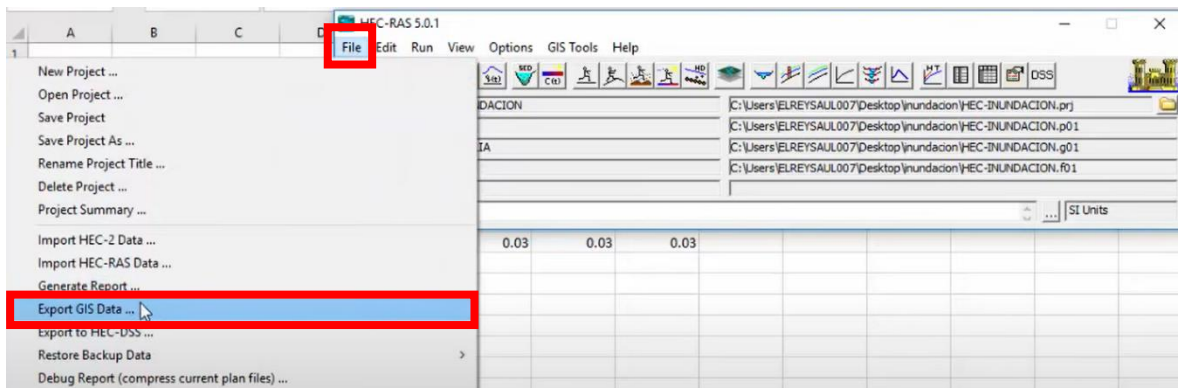 A B C D
HEC-RAS 5.0.1
1
File Edit Run View Options GIS Tools Help
New Project ...
Open Project ...
Save Project
Save Project As ...
Rename Project Title ...
Delete Project ...
Project Summary ...
Import HEC-2 Data ...
Import HEC-RAS Data ...
Generate Report ...
Export GIS Data ...
Export to HEC-DSS ...
Restore Backup Data
Debug Report (compress current plan files) ...
DSS
DACION C:\Users\ELREYSAUL007\Desktop\inundacion\HEC-INUNDACION.prj
C:\Users\ELREYSAUL007\Desktop\inundacion\HEC-INUNDACION.p01
IA C:\Users\ELREYSAUL007\Desktop\inundacion\HEC-INUNDACION.g01
C:\Users\ELREYSAUL007\Desktop\inundacion\HEC-INUNDACION.f01
... SI Units
0.03 0.03 0.03